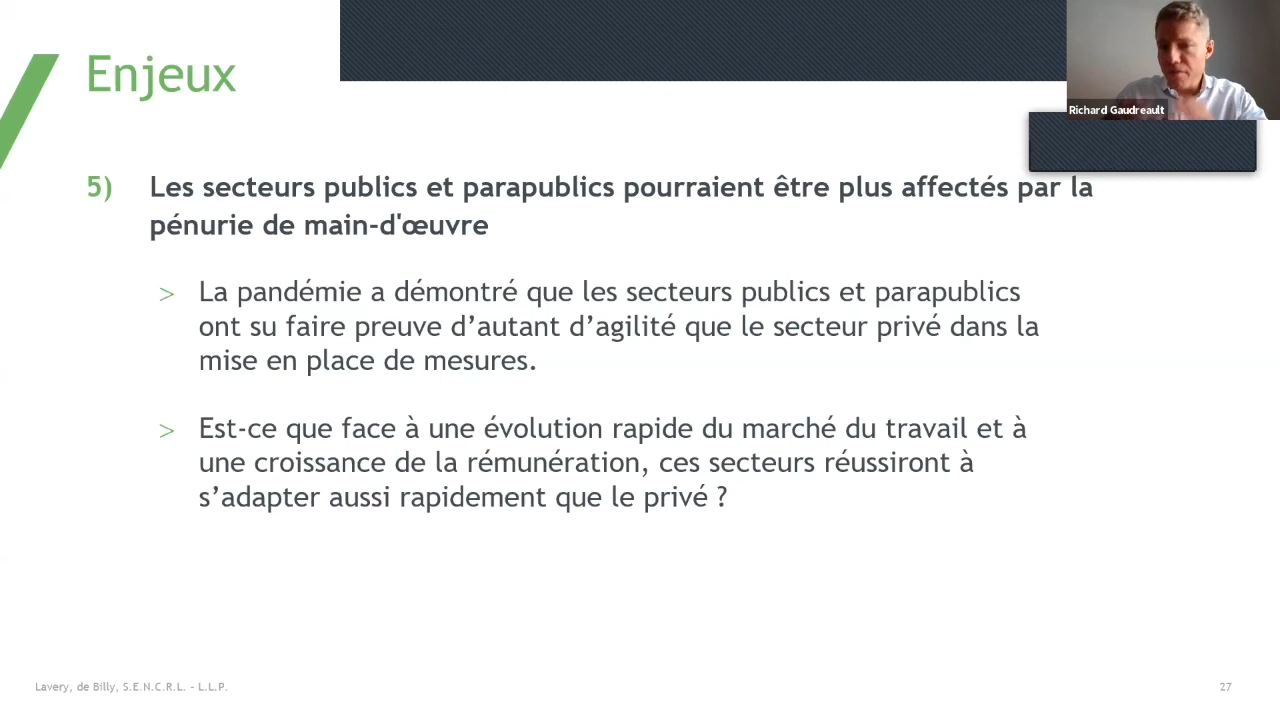 Enjeux
Richard Gaudreault
5) Les secteurs publics et parapublics pourraient être plus affectés par la
pénurie de main-d'œuvre
> La pandémie a démontré que les secteurs publics et parapublics
ont su faire preuve d’autant d’agilité que le secteur privé dans la
mise en place de mesures.
> Est-ce que face à une évolution rapide du marché du travail et à
une croissance de la rémunération, ces secteurs réussiront à
s’adapter aussi rapidement que le privé ?
Lavery, de Billy, S.E.N.C.R.L. - L.L.P.
27